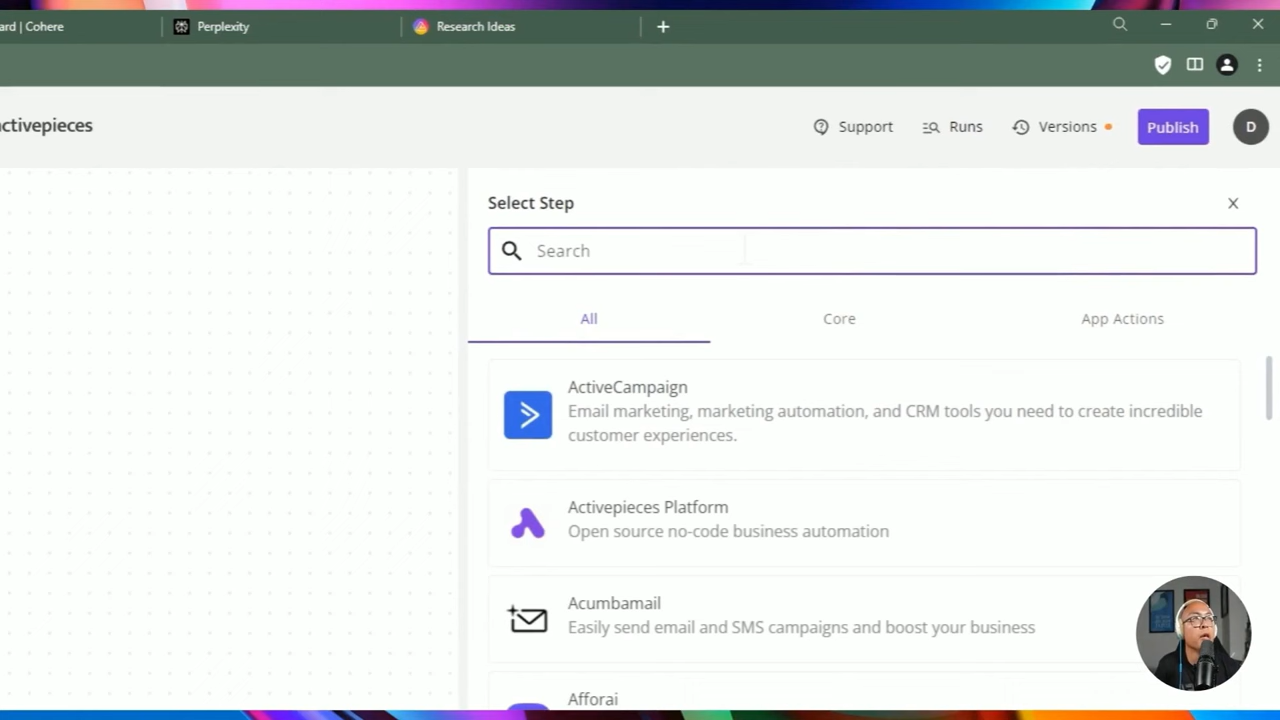 ard | Cohere
Perplexity
Research Ideas
ctivepieces
Support
Runs
Versions
Publish
D
Select Step
Search
All
Core
App Actions
ActiveCampaign
Email marketing, marketing automation, and CRM tools you need to create incredible
customer experiences.
Activepieces Platform
Open source no-code business automation
Acumbamail
Easily send email and SMS campaigns and boost your business
Afforai